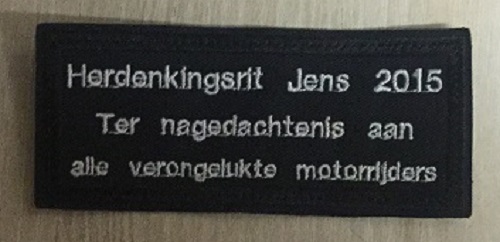 Herdenkingsrit Jens 2015
Ter nagedachtenis aan
alle verongelukte motorrijders